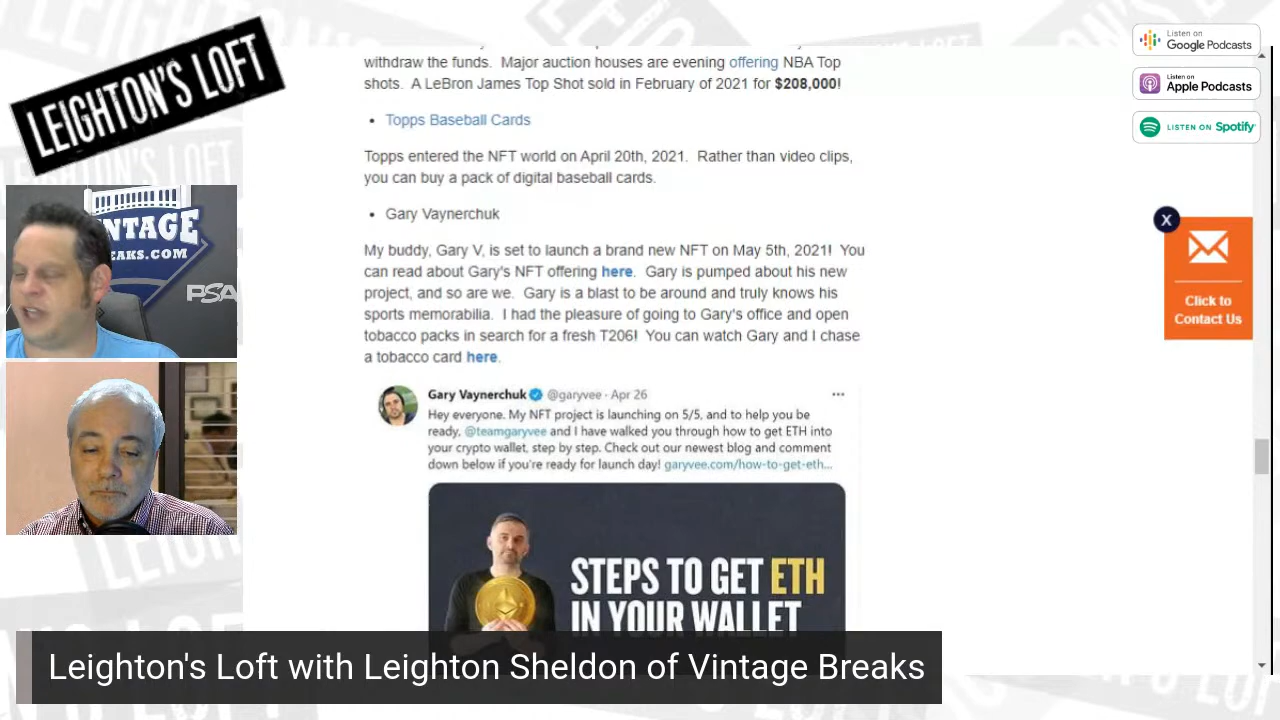 LEIGHTON'S LOFT
VINTAGE
BREAKS.COM
PSA
withdraw the funds. Major auction houses are evening offering NBA Top
shots. A LeBron James Top Shot sold in February of 2021 for $208,000!
• Topps Baseball Cards
Topps entered the NFT world on April 20th, 2021. Rather than video clips,
you can buy a pack of digital baseball cards.
• Gary Vaynerchuk
My buddy, Gary V, is set to launch a brand new NFT on May 5th, 2021! You
can read about Gary's NFT offering here. Gary is pumped about his new
project, and so are we. Gary is a blast to be around and truly knows his
sports memorabilia. I had the pleasure of going to Gary's office and open
tobacco packs in search for a fresh T206! You can watch Gary and I chase
a tobacco card here.
Gary Vaynerchuk @garyvee · Apr 26
Hey everyone. My NFT project is launching on 5/5, and to help you be
ready, @teamgaryvee and I have walked you through how to get ETH into
your crypto wallet, step by step. Check out our newest blog and comment
down below if you're ready for launch day! garyvee.com/how-to-get-eth...
STEPS TO GET ETH
IN YOUR WALLET
Listen on
Google Podcasts
Listen on
Apple Podcasts
LISTEN ON Spotify
X
Click to
Contact Us
Leighton's Loft with Leighton Sheldon of Vintage Breaks